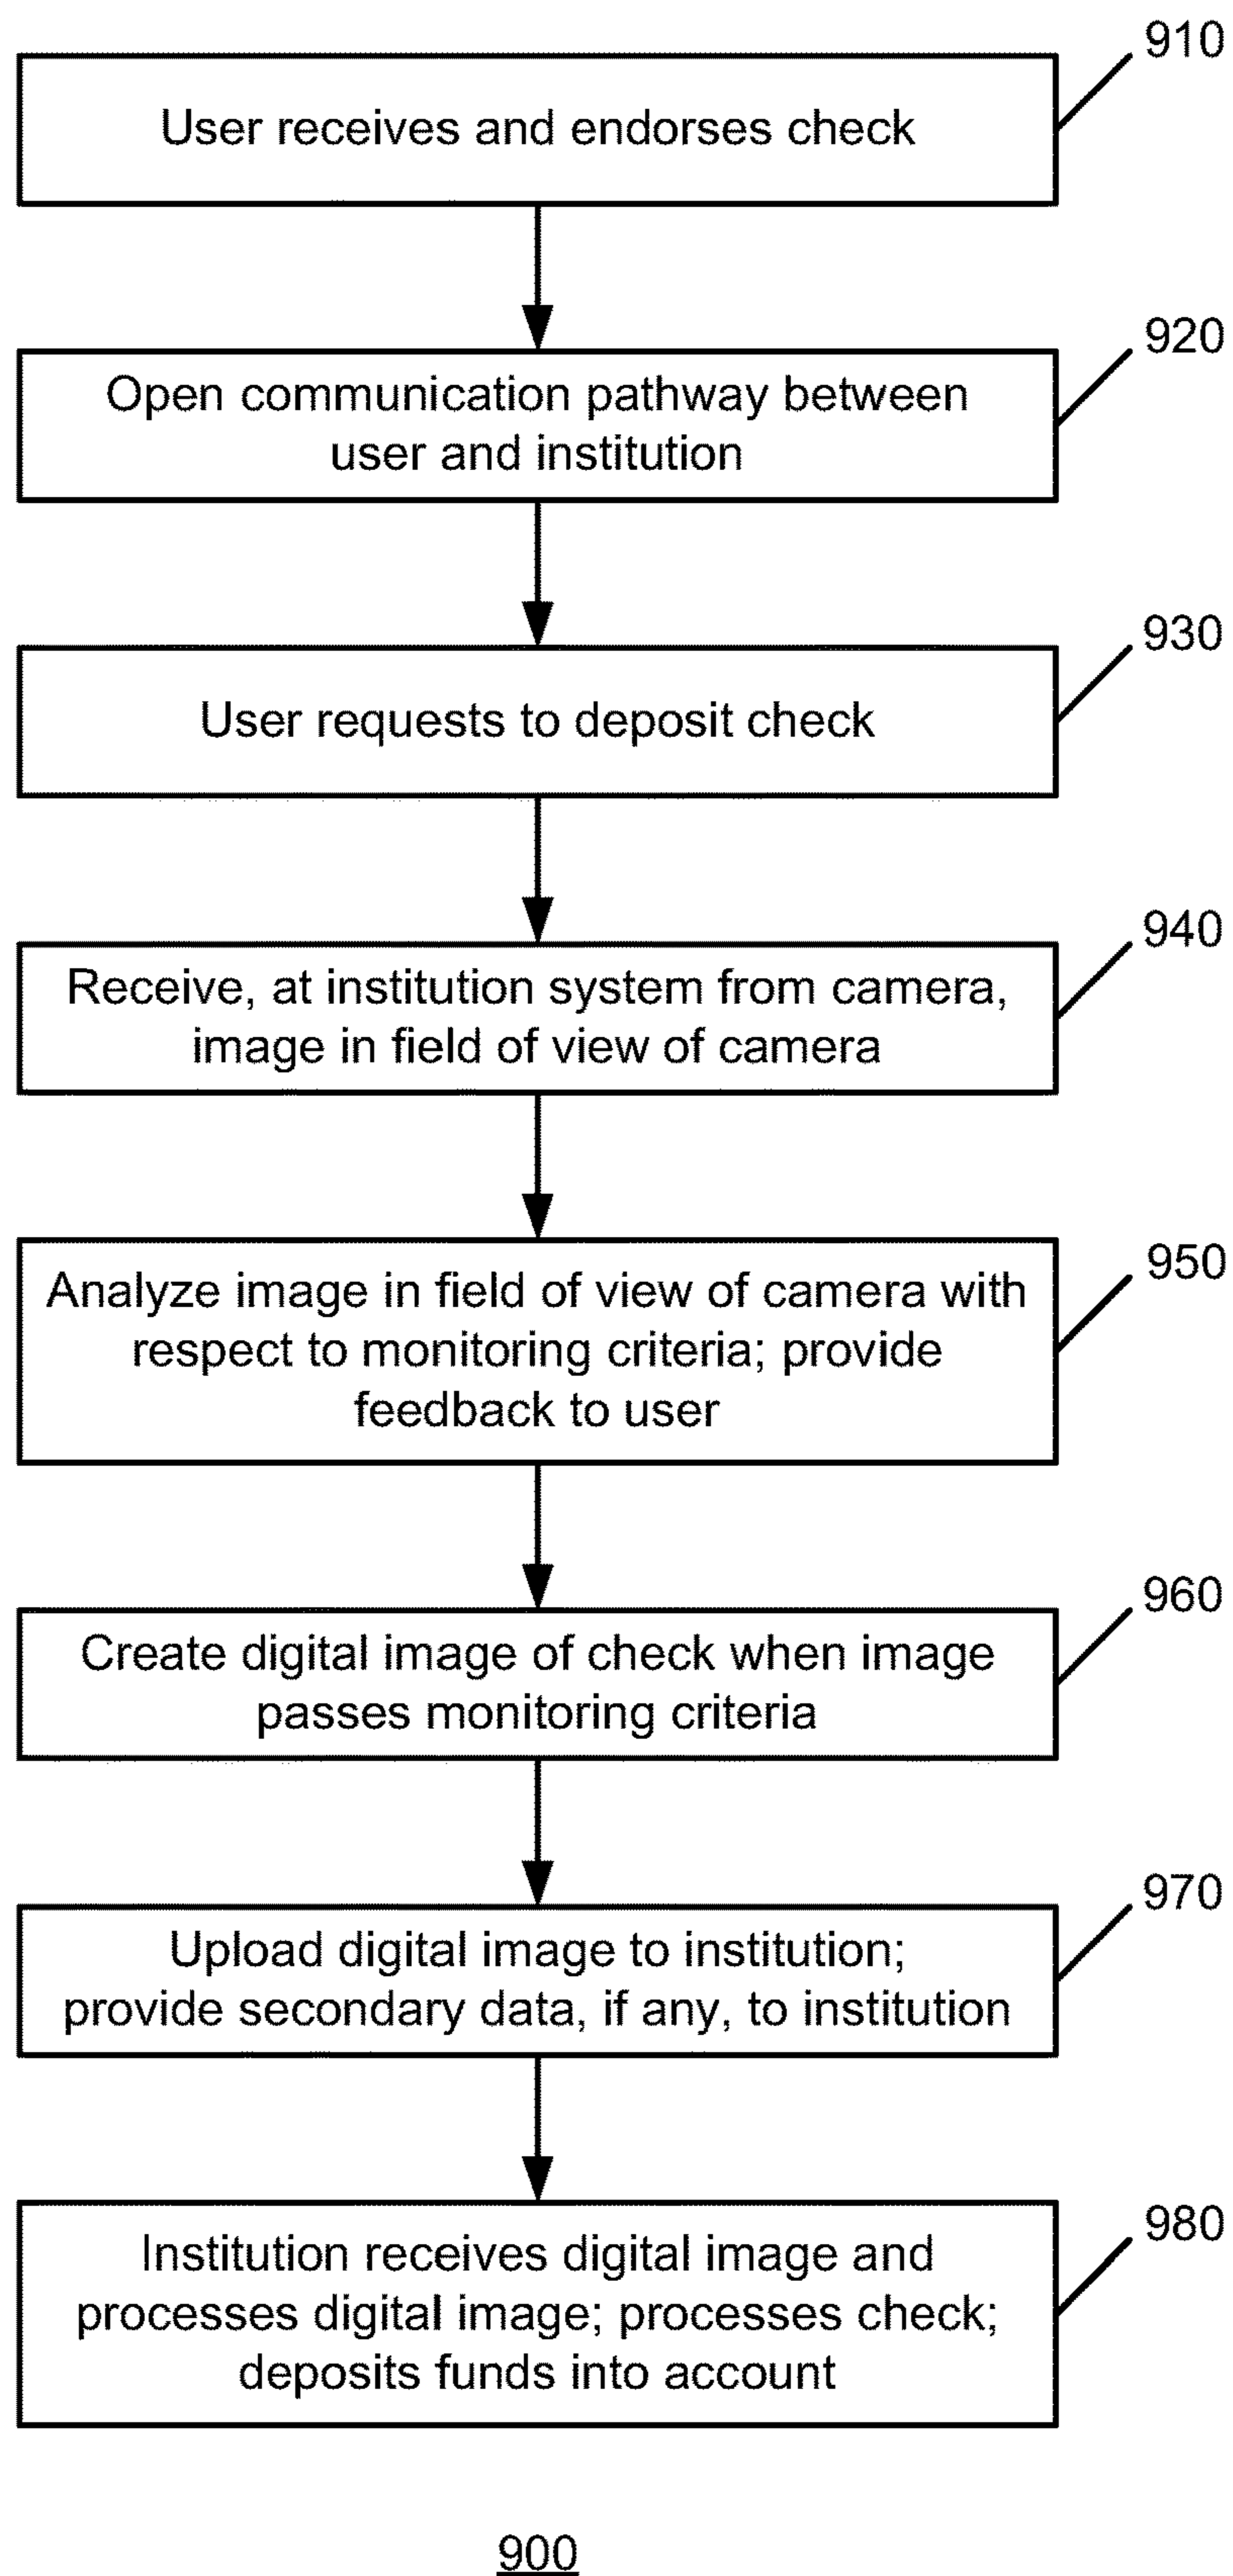 910
User receives and endorses check
920
Open communication pathway between
user and institution
930
User requests to deposit check
940
Receive, at institution system from camera,
image in field of view of camera
950
Analyze image in field of view of camera with
respect to monitoring criteria; provide
feedback to user
960
Create digital image of check when image
passes monitoring criteria
970
Upload digital image to institution;
provide secondary data, if any, to institution
980
Institution receives digital image and
processes digital image; processes check;
deposits funds into account
900